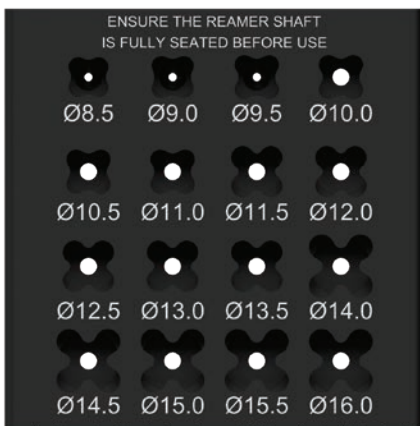 ENSURE THE REAMER SHAFT
IS FULLY SEATED BEFORE USE
Ø8.5 Ø9.0 Ø9.5 Ø10.0
Ø10.5 Ø11.0 Ø11.5 Ø12.0
Ø12.5 Ø13.0 Ø13.5 Ø14.0
Ø14.5 Ø15.0 Ø15.5 Ø16.0